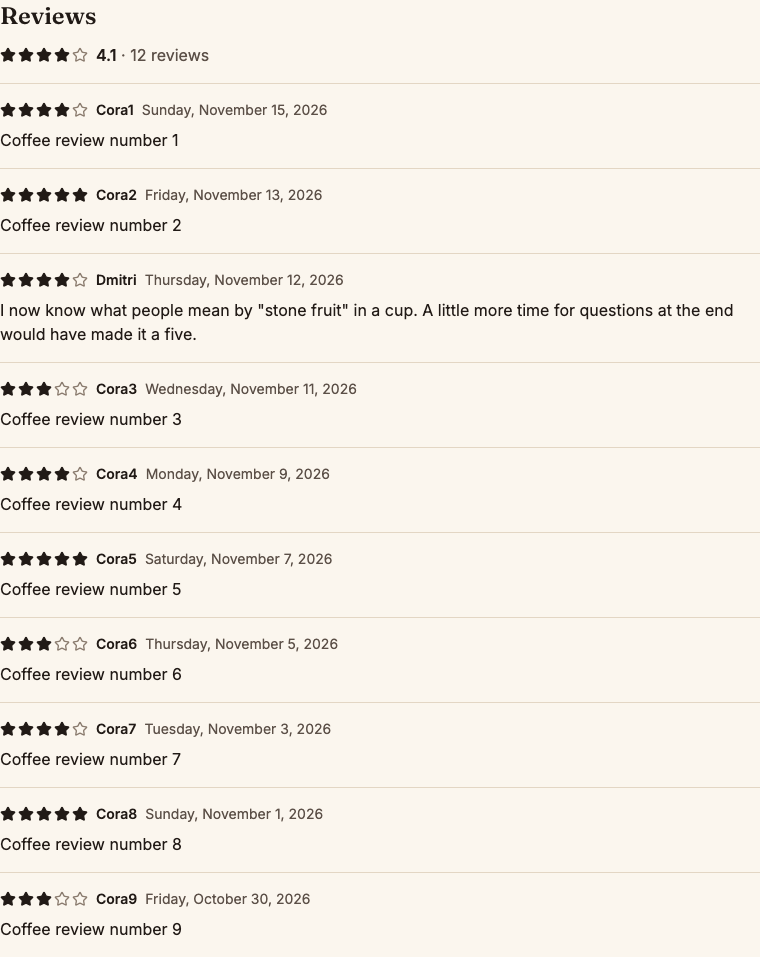 Reviews
4.1 · 12 reviews
Cora1 Sunday, November 15, 2026
Coffee review number 1
Cora2 Friday, November 13, 2026
Coffee review number 2
Dmitri Thursday, November 12, 2026
I now know what people mean by "stone fruit" in a cup. A little more time for questions at the end
would have made it a five.
Cora3 Wednesday, November 11, 2026
Coffee review number 3
Cora4 Monday, November 9, 2026
Coffee review number 4
Cora5 Saturday, November 7, 2026
Coffee review number 5
Cora6 Thursday, November 5, 2026
Coffee review number 6
Cora7 Tuesday, November 3, 2026
Coffee review number 7
Cora8 Sunday, November 1, 2026
Coffee review number 8
Cora9 Friday, October 30, 2026
Coffee review number 9